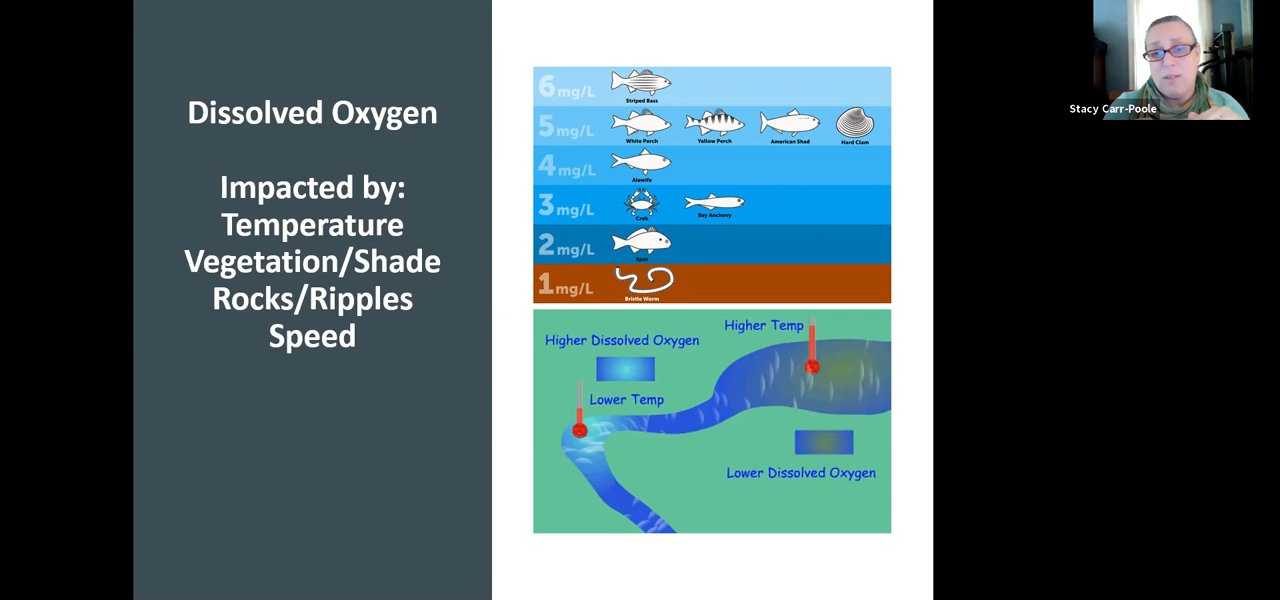 Dissolved Oxygen
Impacted by:
Temperature
Vegetation/Shade
Rocks/Ripples
Speed
6 mg/L
Striped Bass
5 mg/L
White Perch
Yellow Perch
American Shad
Hard Clam
4 mg/L
Alewife
3 mg/L
Crab
Bay Anchovy
2 mg/L
Spot
1 mg/L
Bristle Worm
Higher Temp
Higher Dissolved Oxygen
Lower Temp
Lower Dissolved Oxygen
Stacy Carr-Poole